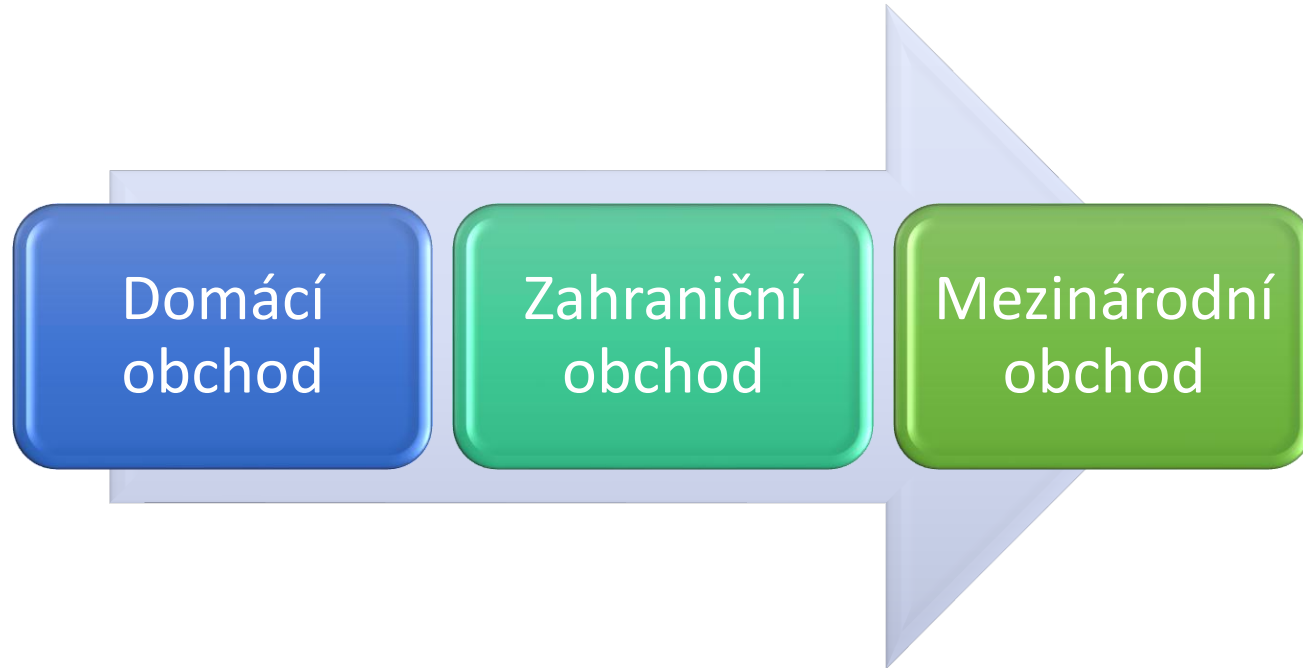 Domácí
obchod
Zahraniční
obchod
Mezinárodní
obchod